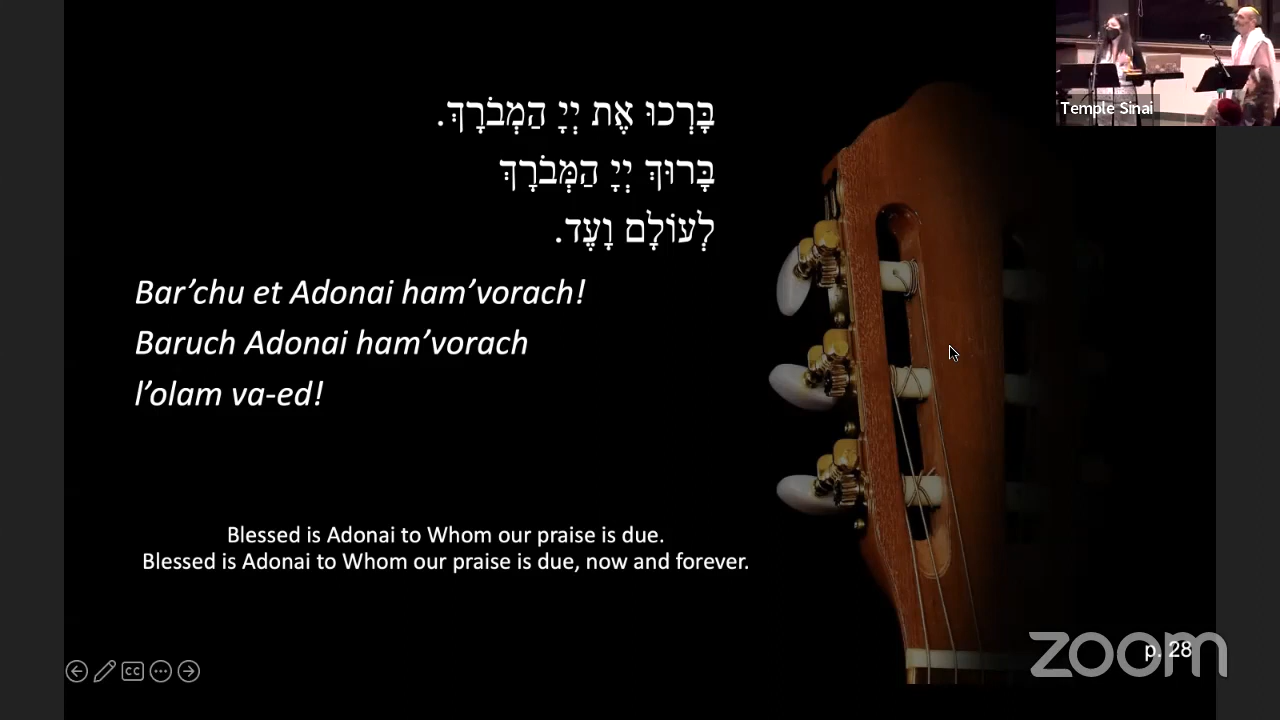 Temple Sinai
בָּרְכוּ אֶת יְיָ הַמְבֹרָךְ.
בָּרוּךְ יְיָ הַמְּבֹרָךְ
לְעוֹלָם וָעֶד.
Bar’chu et Adonai ham’vorach!
Baruch Adonai ham’vorach
l’olam va-ed!
Blessed is Adonai to Whom our praise is due.
Blessed is Adonai to Whom our praise is due, now and forever.
p. 28
zoom
CC